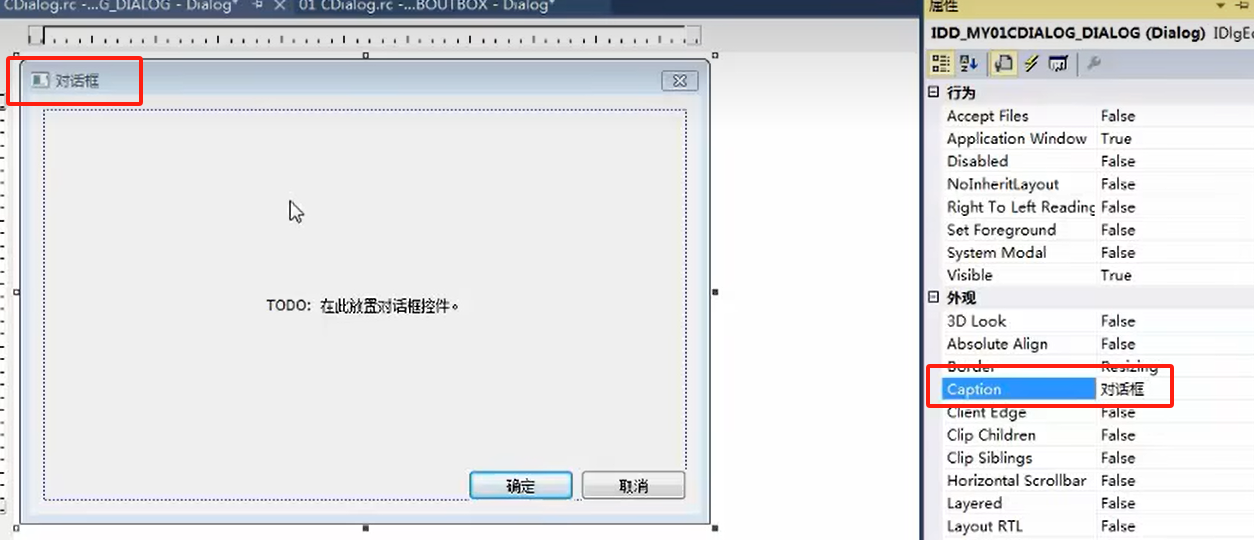 CDialog.rc -...G_DIALOG - Dialog*
01 CDialog.rc -...BOUTBOX - Dialog*
属性
IDD_MY01CDIALOG_DIALOG (Dialog) IDlgEd
对话框
TODO: 在此放置对话框控件。
确定
取消
行为
Accept Files False
Application Window True
Disabled False
NoInheritLayout False
Right To Left Reading False
Set Foreground False
System Modal False
Visible True
外观
3D Look False
Absolute Align False
Border Resizing
Caption 对话框
Client Edge False
Clip Children False
Clip Siblings False
Horizontal Scrollbar False
Layered False
Layout RTL False